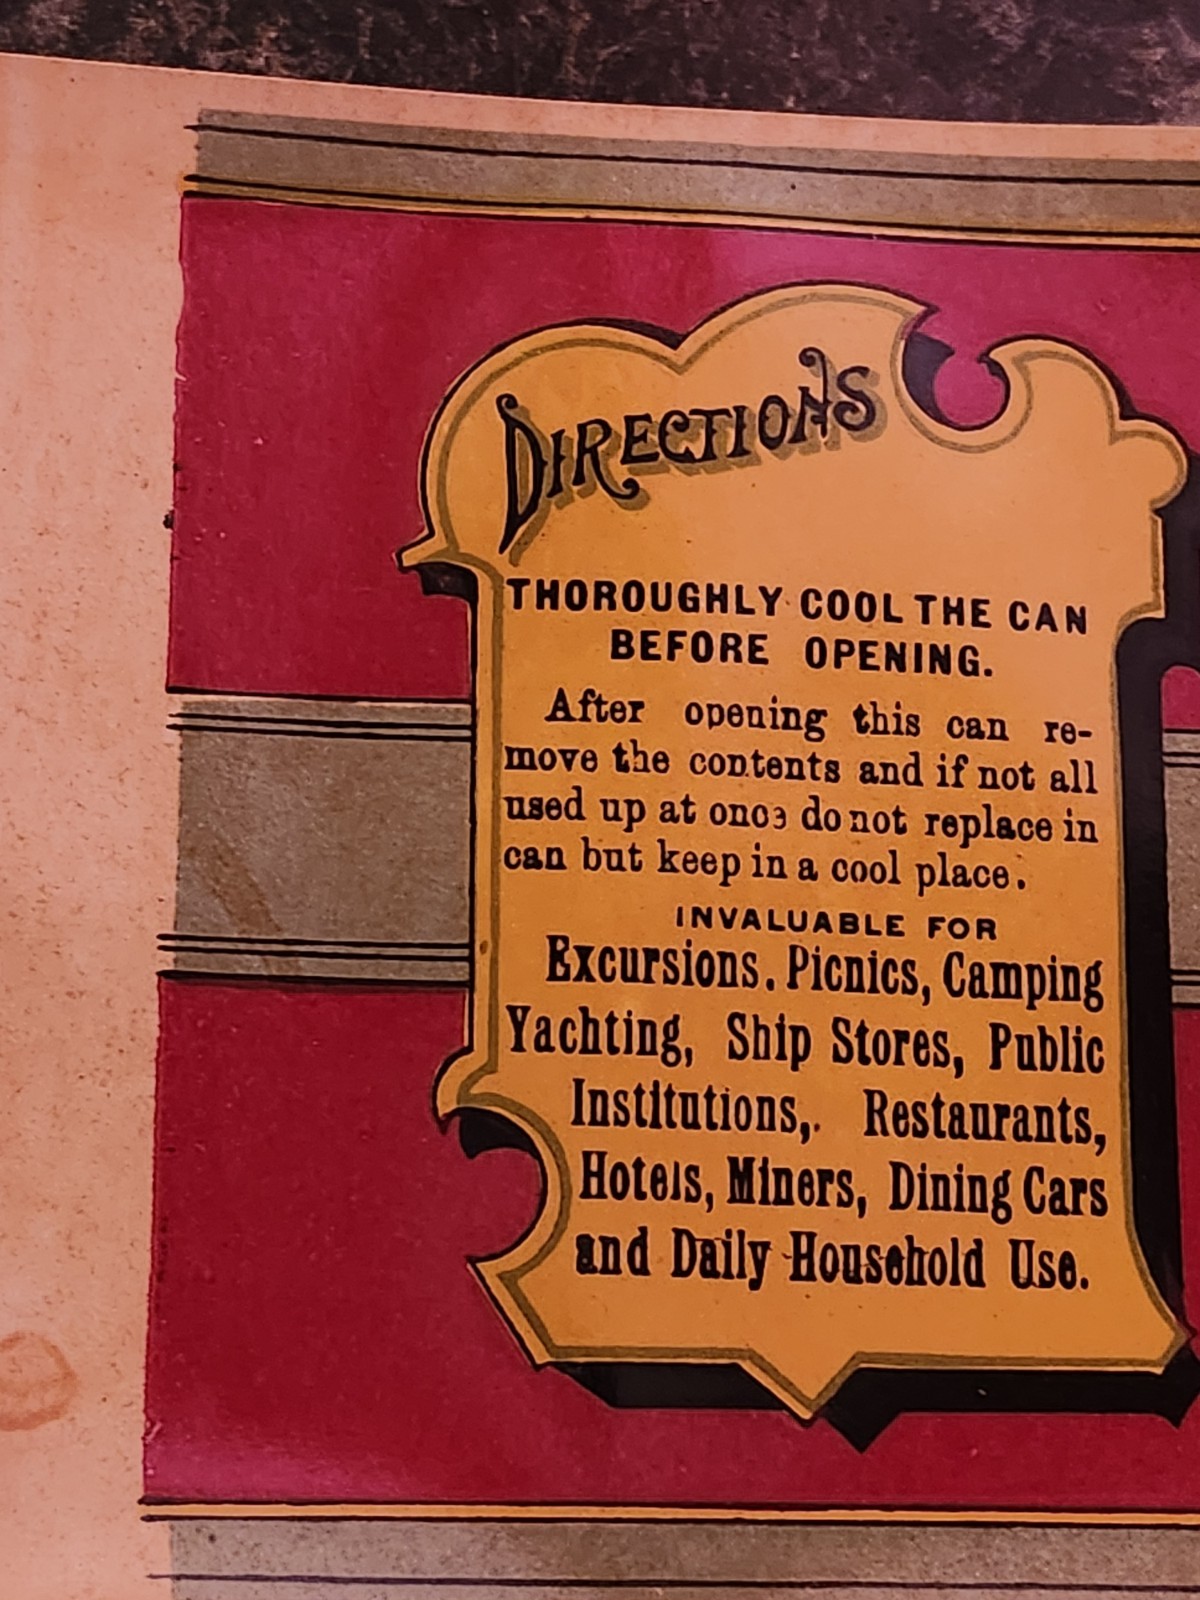 DIRECTIONS
THOROUGHLY COOL THE CAN
BEFORE OPENING.
After opening this can re-
move the contents and if not all
used up at once do not replace in
can but keep in a cool place.
INVALUABLE FOR
Excursions. Picnics, Camping
Yachting, Ship Stores, Public
Institutions,. Restaurants,
Hotels, Miners, Dining Cars
and Daily Household Use.